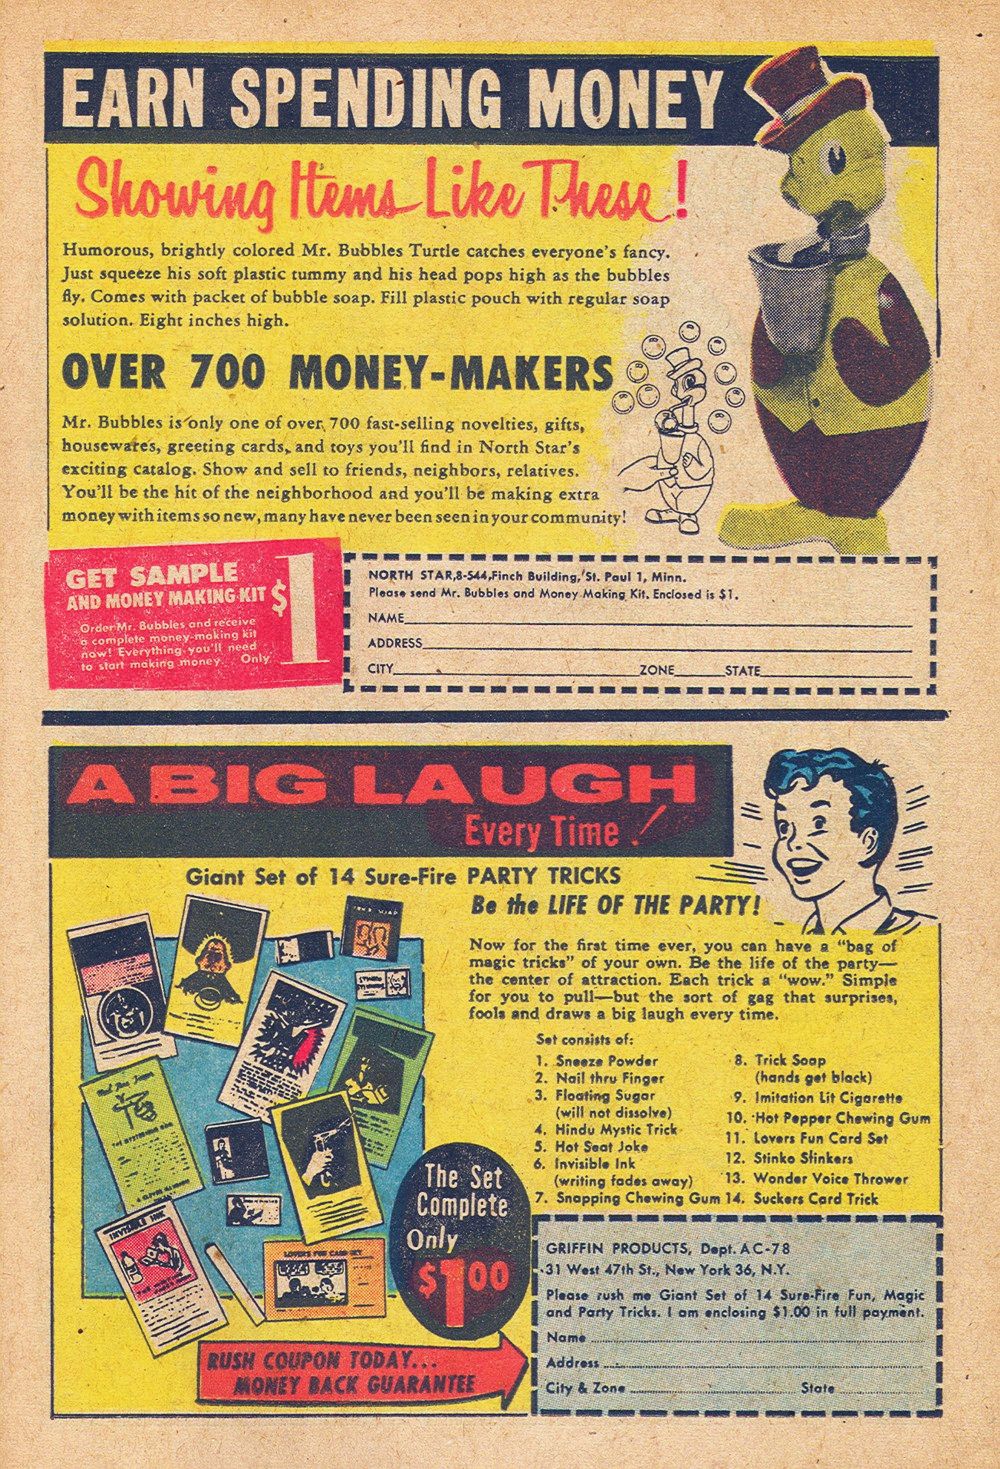 EARN SPENDING MONEY
Showing Items Like These!
Humorous, brightly colored Mr. Bubbles Turtle catches everyone's fancy.
Just squeeze his soft plastic tummy and his head pops high as the bubbles
fly. Comes with packet of bubble soap. Fill plastic pouch with regular soap
solution. Eight inches high.
OVER 700 MONEY-MAKERS
Mr. Bubbles is only one of over 700 fast-selling novelties, gifts,
housewares, greeting cards, and toys you'll find in North Star's
exciting catalog. Show and sell to friends, neighbors, relatives.
You'll be the hit of the neighborhood and you'll be making extra
money with items so new, many have never been seen in your community!
GET SAMPLE
AND MONEY MAKING KIT $1
Order Mr. Bubbles and receive
a complete money-making kit
now! Everything you'll need
to start making money. Only
NORTH STAR, 8-544, Finch Building, St. Paul 1, Minn.
Please send Mr. Bubbles and Money Making Kit. Enclosed is $1.
NAME
ADDRESS
CITY ZONE STATE
A BIG LAUGH
Every Time!
Giant Set of 14 Sure-Fire PARTY TRICKS
Be the LIFE OF THE PARTY!
Now for the first time ever, you can have a "bag of
magic tricks" of your own. Be the life of the party—
the center of attraction. Each trick a "wow." Simple
for you to pull—but the sort of gag that surprises,
fools and draws a big laugh every time.
Set consists of:
1. Sneeze Powder
2. Nail thru Finger
3. Floating Sugar
(will not dissolve)
4. Hindu Mystic Trick
5. Hot Seat Joke
6. Invisible Ink
(writing fades away)
7. Snapping Chewing Gum
8. Trick Soap
(hands get black)
9. Imitation Lit Cigarette
10. Hot Pepper Chewing Gum
11. Lovers Fun Card Set
12. Stinko Slinkers
13. Wonder Voice Thrower
14. Suckers Card Trick
INVISIBLE INK
LOVERS FUN CARD SET
The Set
Complete
Only
$1.00
RUSH COUPON TODAY...
MONEY BACK GUARANTEE
GRIFFIN PRODUCTS, Dept. AC-78
31 West 47th St., New York 36, N.Y.
Please rush me Giant Set of 14 Sure-Fire Fun, Magic
and Party Tricks. I am enclosing $1.00 in full payment.
Name
Address
City & Zone State